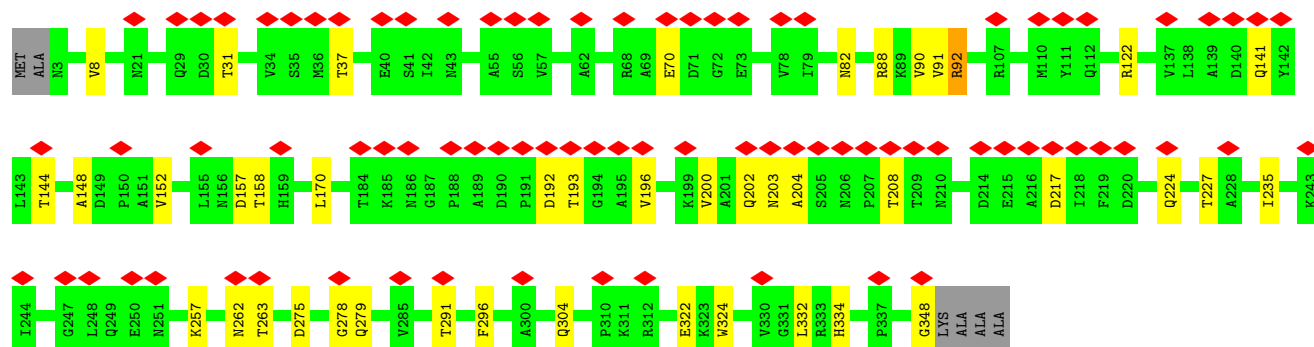 MET ALA N3 V8 N21 Q29 D30 T31 V34 S35 M36 T37 E40 S41 I42 N43 A55 S56 V57 A62 R68 A69 E70 D71 G72 E73 V78 I79 N82 R88 K89 V90 V91 R92 R107 M110 Y111 Q112 R122 V137 L138 A139 D140 Q141 Y142
L143 T144 A148 D149 P150 A151 V152 L155 N156 D157 T158 H159 L170 T184 K185 N186 G187 P188 A189 D190 P191 D192 T193 G194 A195 V196 K199 V200 A201 Q202 N203 A204 S205 N206 P207 T208 T209 N210 D214 E215 A216 D217 I218 F219 D220 Q224 T227 A228 I235 K243
I244 G247 L248 Q249 E250 N251 K257 N262 T263 D275 G278 Q279 V285 T291 F296 A300 Q304 P310 K311 R312 E322 K323 W324 V330 G331 L332 R333 H334 P337 G348 LYS ALA ALA ALA